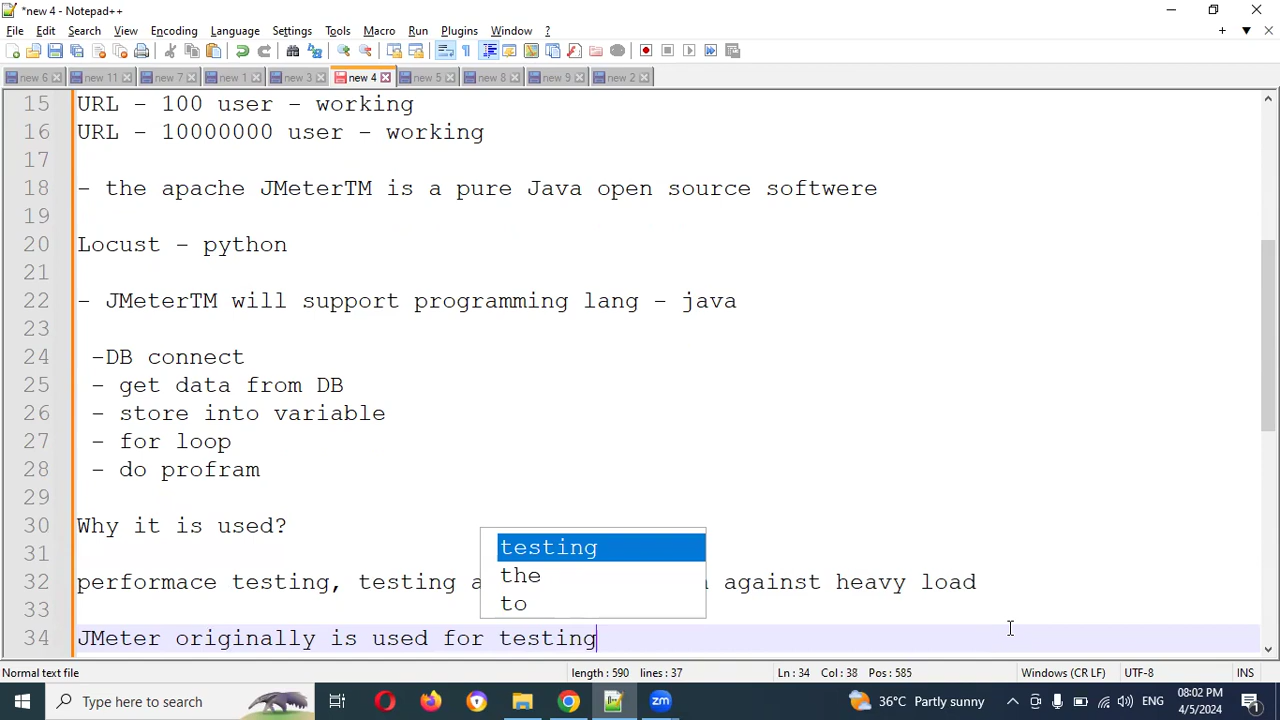 *new 4 - Notepad++
File Edit Search View Encoding Language Settings Tools Macro Run Plugins Window ?
+ ▼ ✕
new 6 new 11 new 7 new 1 new 3 new 4 new 5 new 8 new 9 new 2
15 URL - 100 user - working
16 URL - 10000000 user - working
17
18 - the apache JMeterTM is a pure Java open source softwere
19
20 Locust - python
21
22 - JMeterTM will support programming lang - java
23
24 -DB connect
25 - get data from DB
26 - store into variable
27 - for loop
28 - do profram
29
30 Why it is used?
31
testing
the
to
32 performace testing, testing a against heavy load
33
34 JMeter originally is used for testing
Normal text file length : 590 lines : 37 Ln : 34 Col : 38 Pos : 585 Windows (CR LF) UTF-8 INS
Type here to search
zm
36°C Partly sunny
ENG
08:02 PM
4/5/2024
1